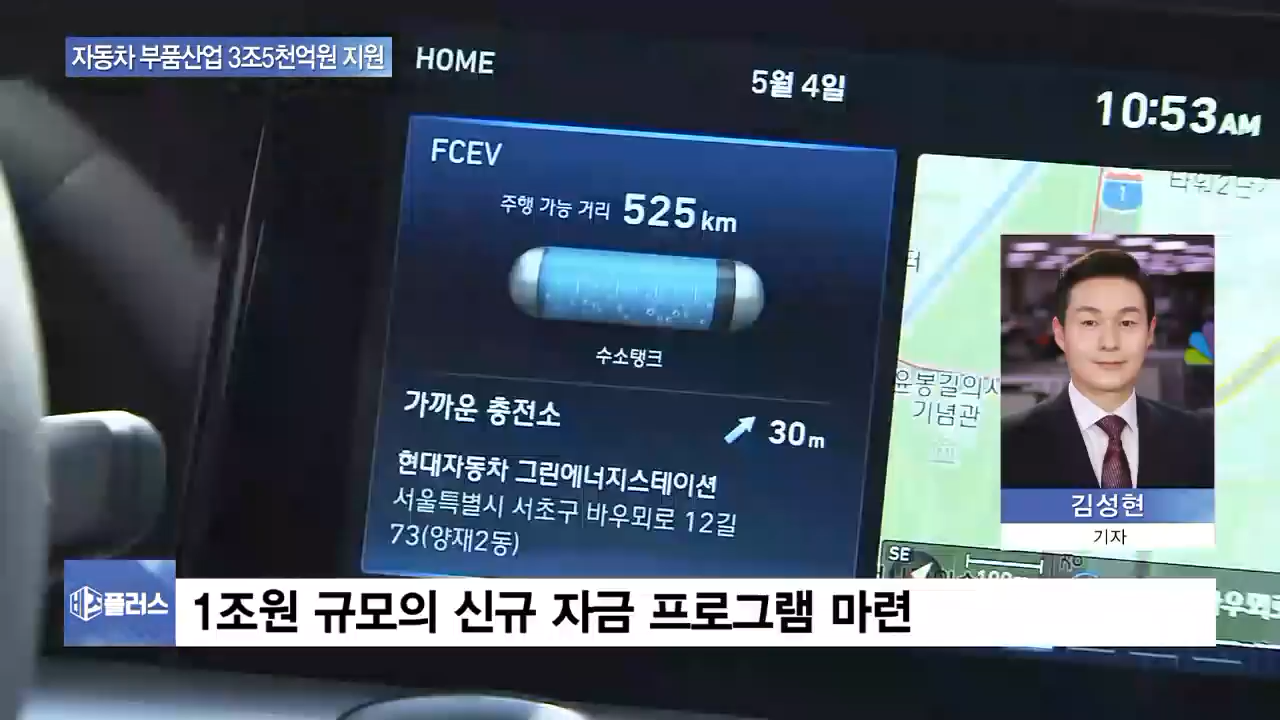 자동차 부품산업 3조5천억원 지원
HOME
5월 4일
10:53AM
FCEV
주행 가능 거리 525 km
수소탱크
가까운 충전소
30m
현대자동차 그린에너지스테이션
서울특별시 서초구 바우뫼로 12길
73(양재2동)
1
윤봉길의사
기념관
SE
김성현
기자
비즈플러스
1조원 규모의 신규 자금 프로그램 마련